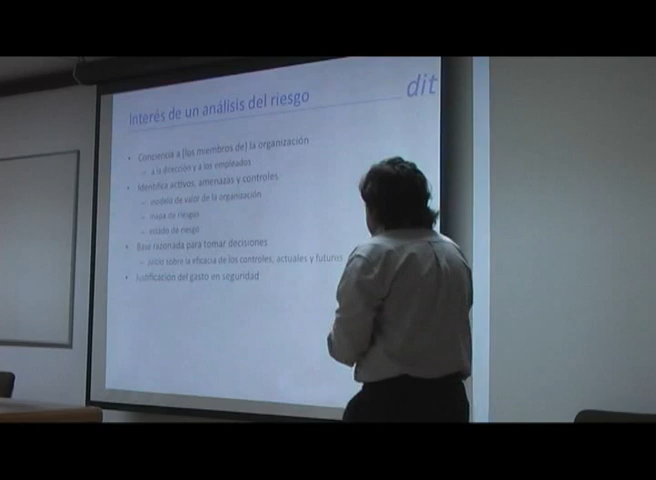 Interés de un análisis del riesgo
dit
• Conciencia a [los miembros de] la organización
– a la dirección y a los empleados
• Identifica activos, amenazas y controles
– modelo de valor de la organización
– mapa de riesgos
– estado de riesgo
• Base razonada para tomar decisiones
– juicio sobre la eficacia de los controles, actuales y futuros
• Justificación del gasto en seguridad